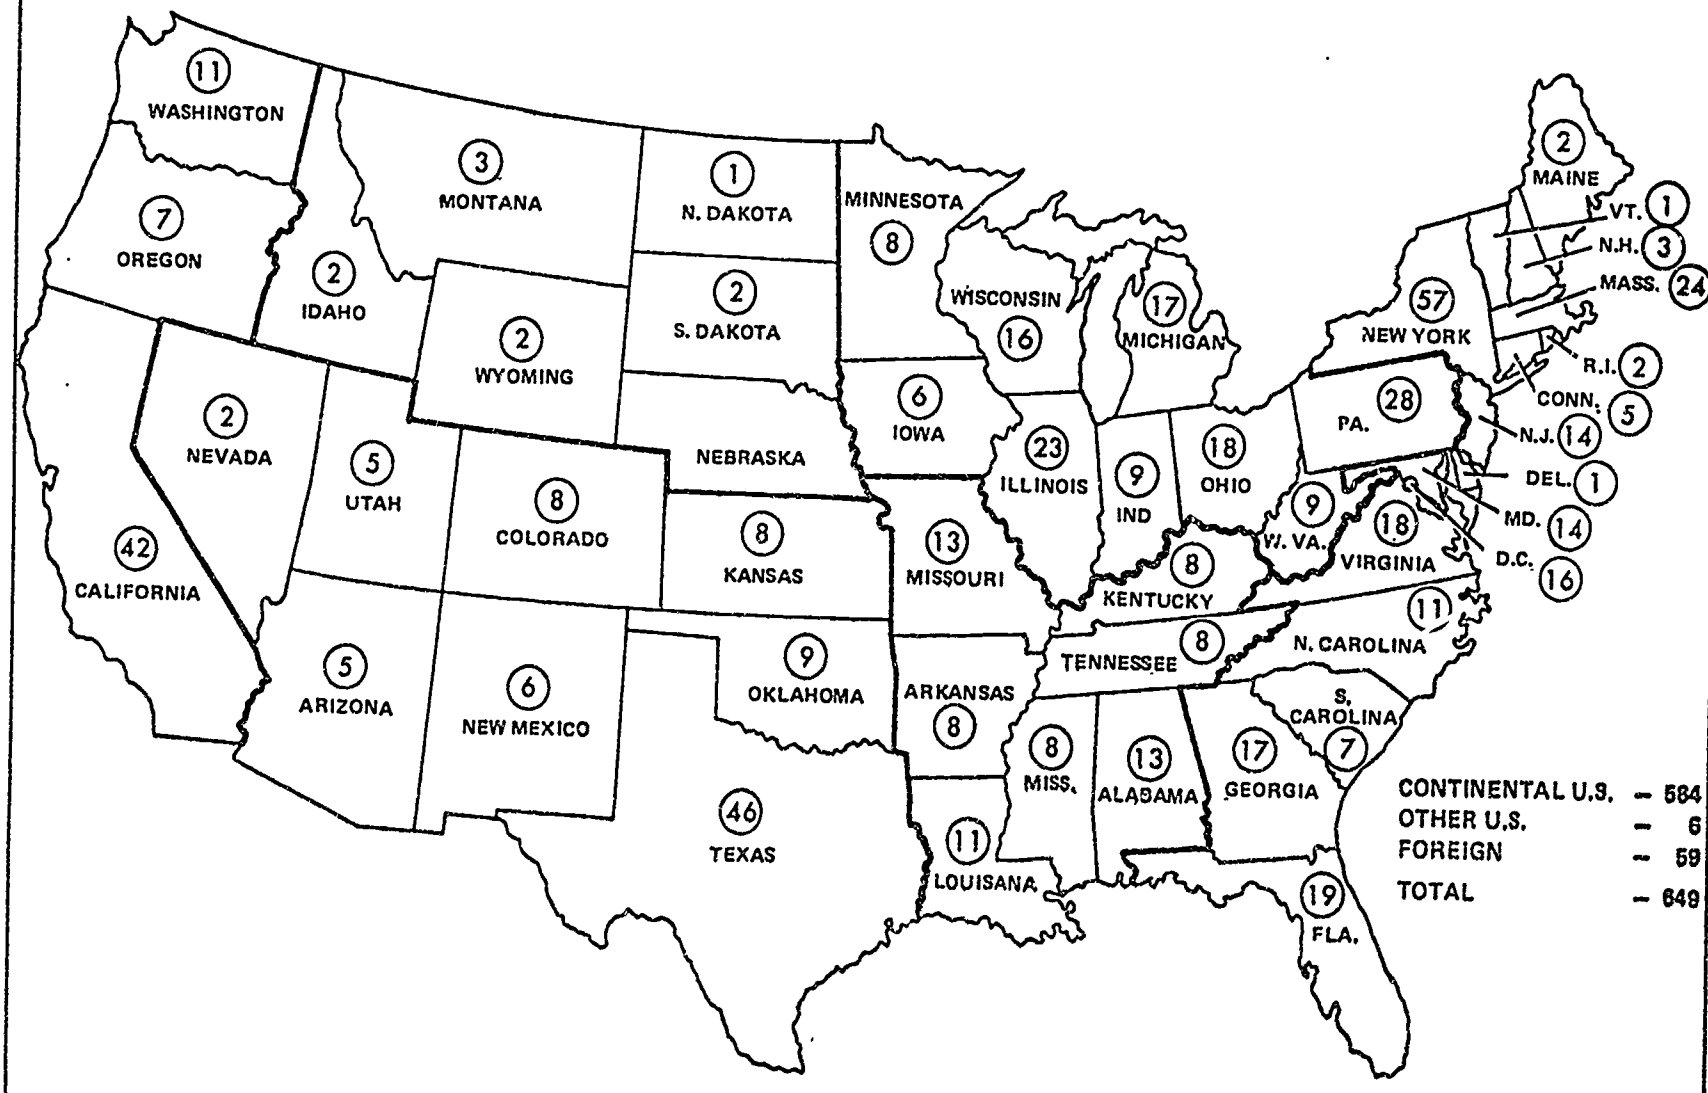 11
WASHINGTON
7
OREGON
42
CALIFORNIA
2
NEVADA
2
IDAHO
3
MONTANA
2
WYOMING
5
UTAH
8
COLORADO
5
ARIZONA
6
NEW MEXICO
1
N. DAKOTA
2
S. DAKOTA
NEBRASKA
8
KANSAS
9
OKLAHOMA
46
TEXAS
MINNESOTA
8
6
IOWA
13
MISSOURI
ARKANSAS
8
11
LOUISANA
WISCONSIN
16
23
ILLINOIS
17
MICHIGAN
9
IND
18
OHIO
8
KENTUCKY
TENNESSEE 8
8
MISS.
13
ALABAMA
17
GEORGIA
19
FLA.
S.
CAROLINA
7
11
N. CAROLINA
18
VIRGINIA
9
W. VA.
PA. 28
57
NEW YORK
2
MAINE
VT. 1
N.H. 3
MASS. 24
R.I. 2
CONN. 5
N.J. 14
DEL. 1
MD. 14
D.C. 16
CONTINENTAL U.S. – 584
OTHER U.S. – 6
FOREIGN – 59
TOTAL – 649